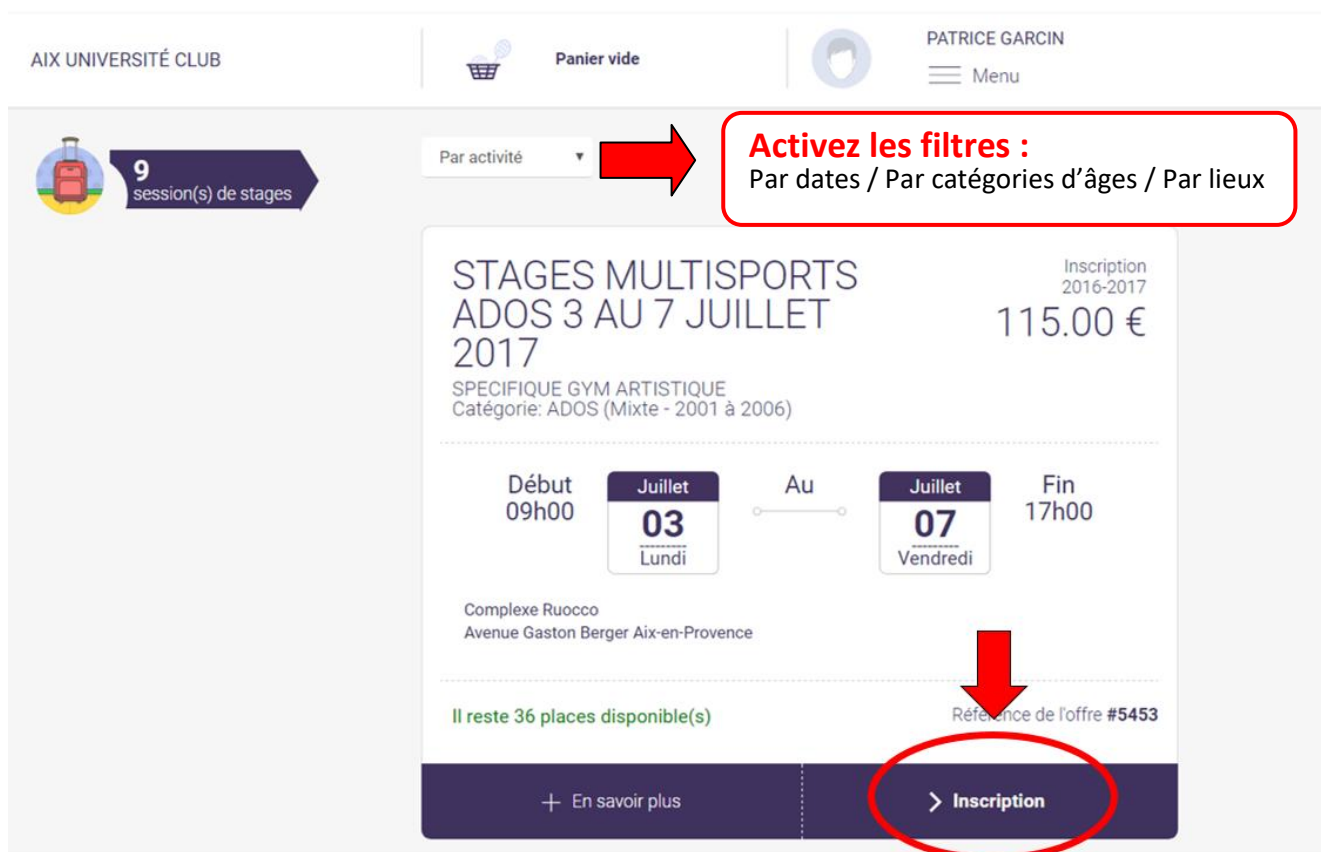 AIX UNIVERSITÉ CLUB
Panier vide
PATRICE GARCIN
Menu
9
session(s) de stages
Par activité
Activez les filtres :
Par dates / Par catégories d’âges / Par lieux
STAGES MULTISPORTS
ADOS 3 AU 7 JUILLET
2017
Inscription
2016-2017
115.00 €
SPECIFIQUE GYM ARTISTIQUE
Catégorie: ADOS (Mixte - 2001 à 2006)
Début
09h00
Juillet
03
Lundi
Au
Juillet
07
Vendredi
Fin
17h00
Complexe Ruocco
Avenue Gaston Berger Aix-en-Provence
Il reste 36 places disponible(s)
Référence de l'offre #5453
+ En savoir plus
> Inscription